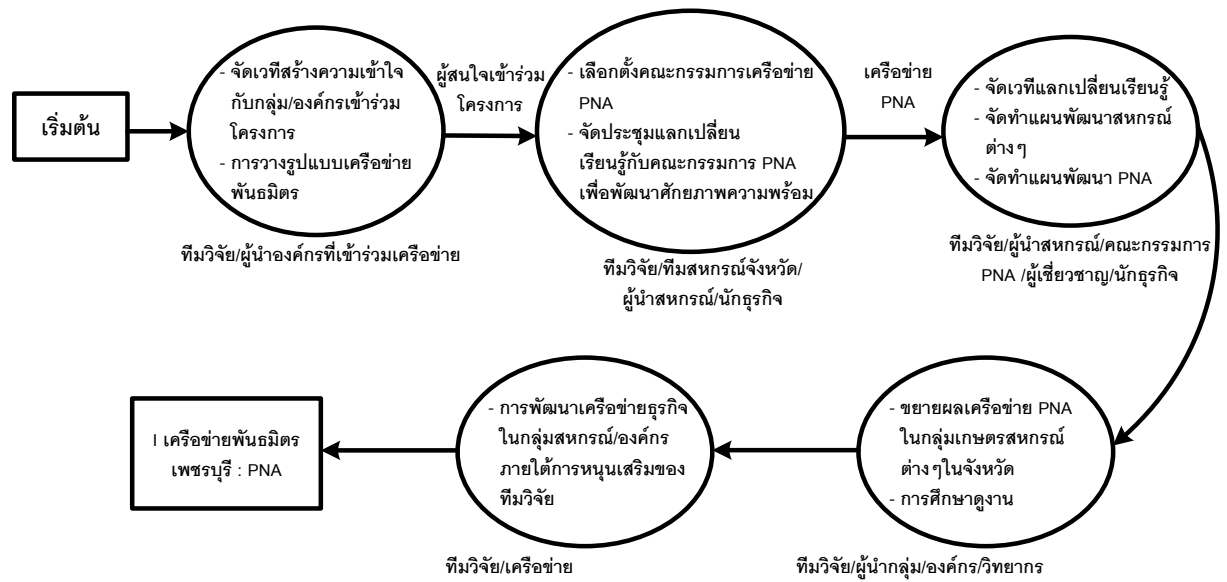 เริ่มต้น
- จัดเวทีสร้างความเข้าใจ
กับกลุ่ม/องค์กรเข้าร่วม
โครงการ
- การวางรูปแบบเครือข่าย
พันธมิตร
ทีมวิจัย/ผู้นำองค์กรที่เข้าร่วมเครือข่าย
ผู้สนใจเข้าร่วม
โครงการ
- เลือกตั้งคณะกรรมการเครือข่าย
PNA
- จัดประชุมแลกเปลี่ยน
เรียนรู้กับคณะกรรมการ PNA
เพื่อพัฒนาศักยภาพความพร้อม
ทีมวิจัย/ทีมสหกรณ์จังหวัด/
ผู้นำสหกรณ์/นักธุรกิจ
เครือข่าย
PNA
- จัดเวทีแลกเปลี่ยนเรียนรู้
- จัดทำแผนพัฒนาสหกรณ์
ต่างๆ
- จัดทำแผนพัฒนา PNA
ทีมวิจัย/ผู้นำสหกรณ์/คณะกรรมการ
PNA /ผู้เชี่ยวชาญ/นักธุรกิจ
- ขยายผลเครือข่าย PNA
ในกลุ่มเกษตรสหกรณ์
ต่างๆในจังหวัด
- การศึกษาดูงาน
ทีมวิจัย/ผู้นำกลุ่ม/องค์กร/วิทยากร
- การพัฒนาเครือข่ายธุรกิจ
ในกลุ่มสหกรณ์/องค์กร
ภายใต้การหนุนเสริมของ
ทีมวิจัย
ทีมวิจัย/เครือข่าย
I เครือข่ายพันธมิตร
เพชรบุรี : PNA